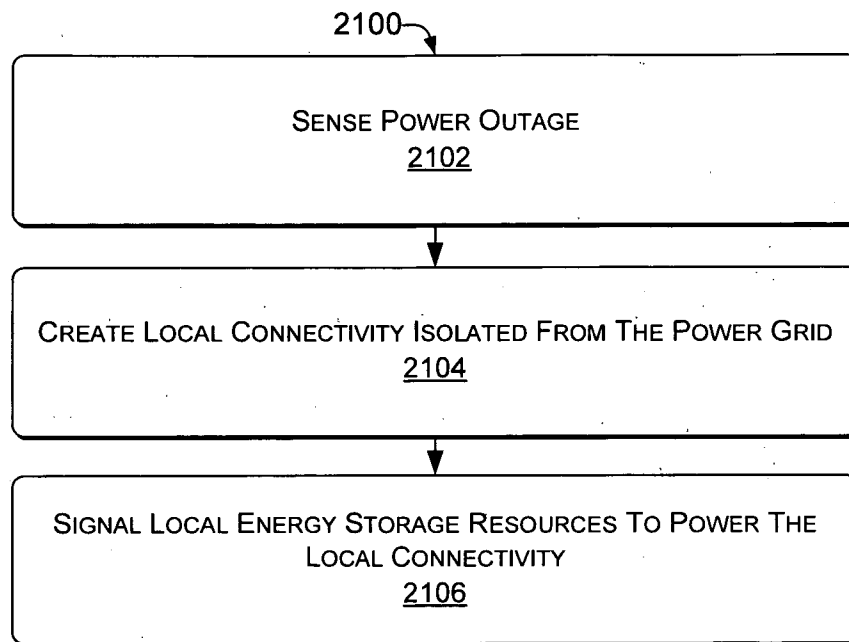 2100
SENSE POWER OUTAGE
2102
CREATE LOCAL CONNECTIVITY ISOLATED FROM THE POWER GRID
2104
SIGNAL LOCAL ENERGY STORAGE RESOURCES TO POWER THE
LOCAL CONNECTIVITY
2106